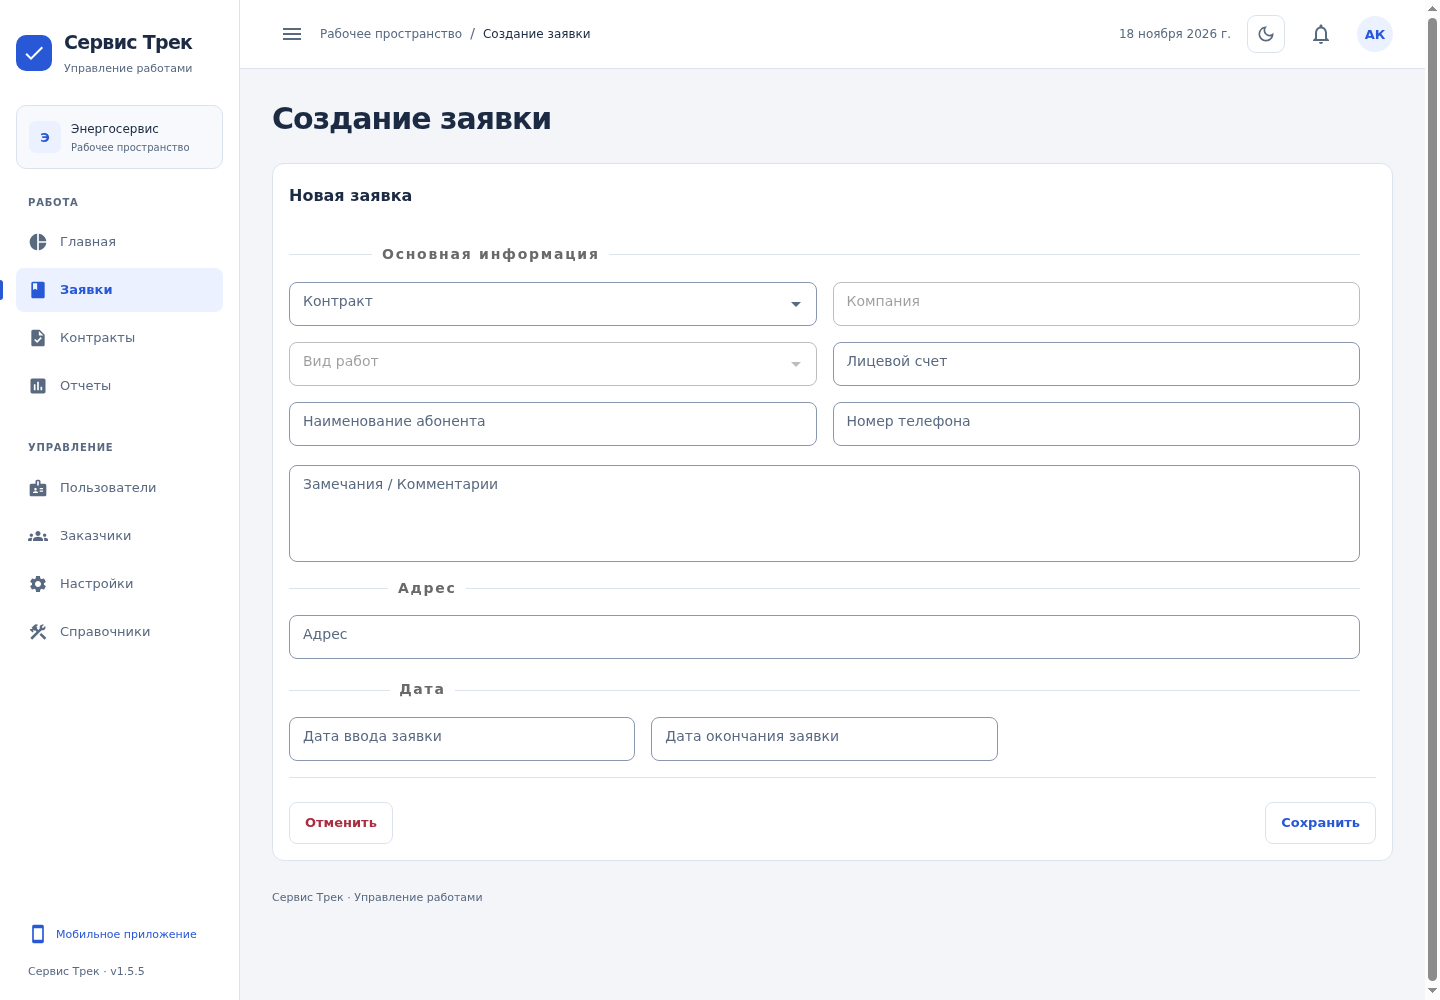 Сервис Трек
Управление работами
Э
Энергосервис
Рабочее пространство
РАБОТА
Главная
Заявки
Контракты
Отчеты
УПРАВЛЕНИЕ
Пользователи
Заказчики
Настройки
Справочники
Мобильное приложение
Сервис Трек · v1.5.5
Рабочее пространство / Создание заявки
18 ноября 2026 г.
АК
Создание заявки
Новая заявка
Основная информация
Контракт
Компания
Вид работ
Лицевой счет
Наименование абонента
Номер телефона
Замечания / Комментарии
Адрес
Адрес
Дата
Дата ввода заявки
Дата окончания заявки
Отменить
Сохранить
Сервис Трек · Управление работами